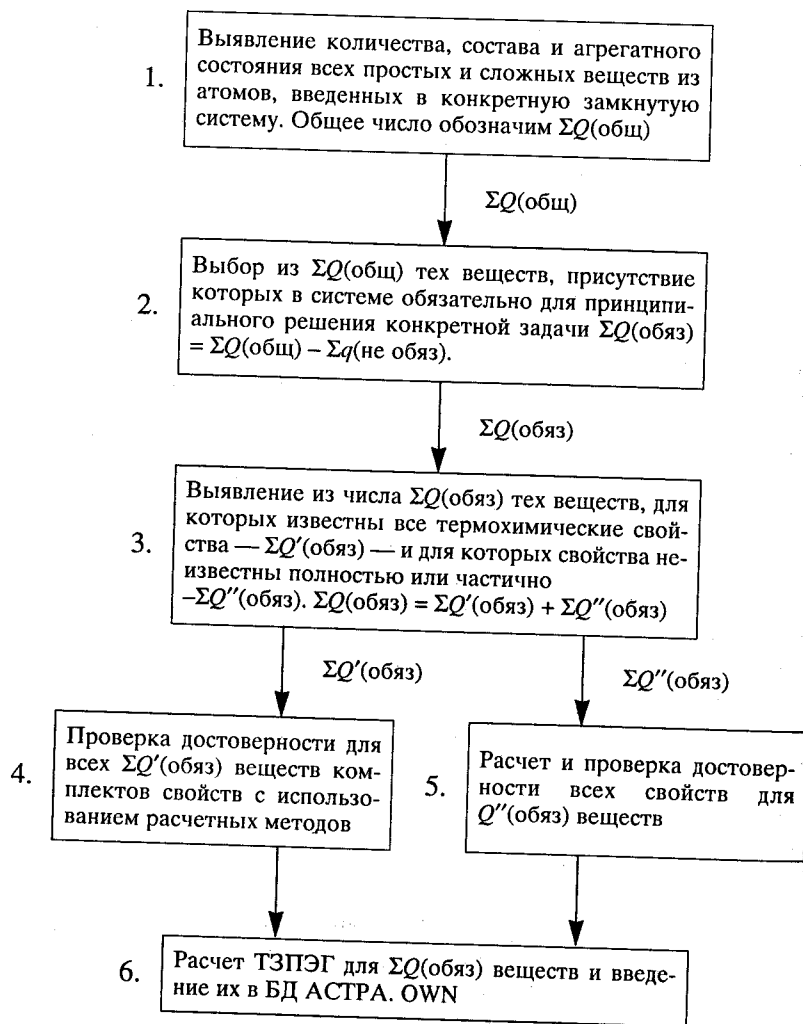 1.
Выявление количества, состава и агрегатного
состояния всех простых и сложных веществ из
атомов, введенных в конкретную замкнутую
систему. Общее число обозначим ΣQ(общ)
ΣQ(общ)
2.
Выбор из ΣQ(общ) тех веществ, присутствие
которых в системе обязательно для принципи-
ального решения конкретной задачи ΣQ(обяз)
= ΣQ(общ) – Σq(не обяз).
ΣQ(обяз)
3.
Выявление из числа ΣQ(обяз) тех веществ, для
которых известны все термохимические свой-
ства — ΣQ′(обяз) — и для которых свойства не-
известны полностью или частично
–ΣQ″(обяз). ΣQ(обяз) = ΣQ′(обяз) + ΣQ″(обяз)
ΣQ′(обяз)
ΣQ″(обяз)
4.
Проверка достоверности для
всех ΣQ′(обяз) веществ ком-
плектов свойств с использо-
ванием расчетных методов
5.
Расчет и проверка достовер-
ности всех свойств для
Q″(обяз) веществ
6.
Расчет ТЗПЭГ для ΣQ(обяз) веществ и введе-
ние их в БД АСТРА. OWN